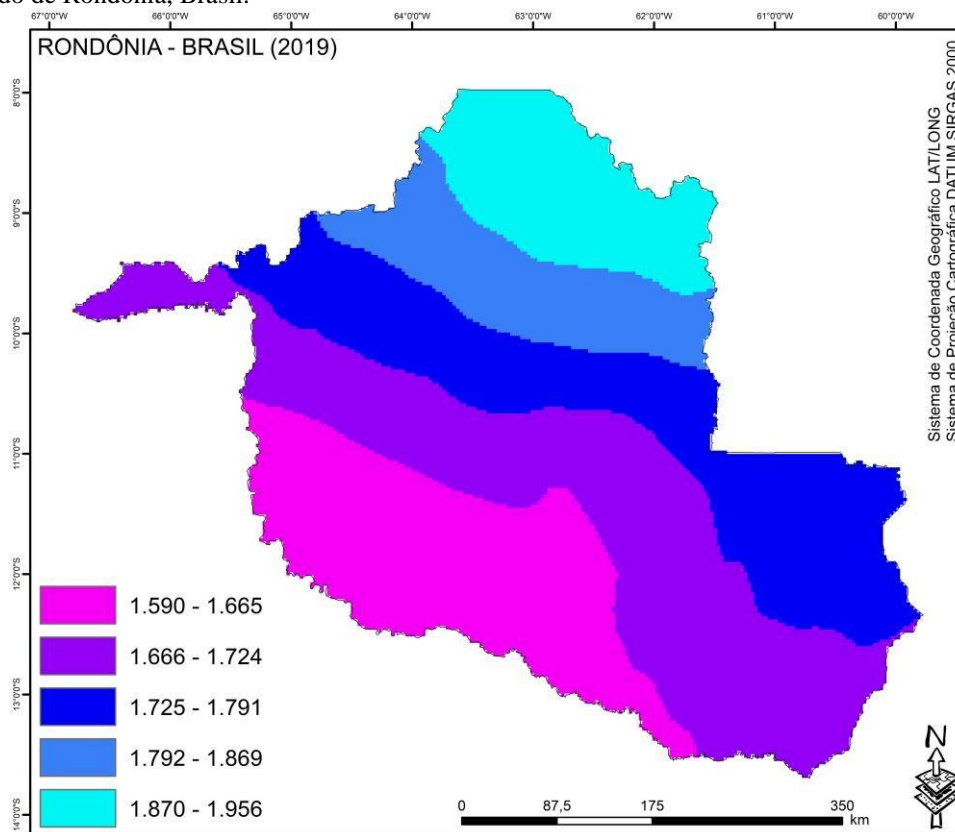 do de Rondônia, Brasil.
67°0'0"O 66°0'0"O 65°0'0"O 64°0'0"O 63°0'0"O 62°0'0"O 61°0'0"O 60°0'0"O
RONDÔNIA - BRASIL (2019)
8°0'0"S
9°0'0"S
10°0'0"S
11°0'0"S
12°0'0"S
13°0'0"S
14°0'0"S
Sistema de Coordenada Geográfico LAT/LONG
Sistema de Projeção Cartográfica DATUM SIRGAS 2000
1.590 - 1.665
1.666 - 1.724
1.725 - 1.791
1.792 - 1.869
1.870 - 1.956
N
0 87,5 175 350
km